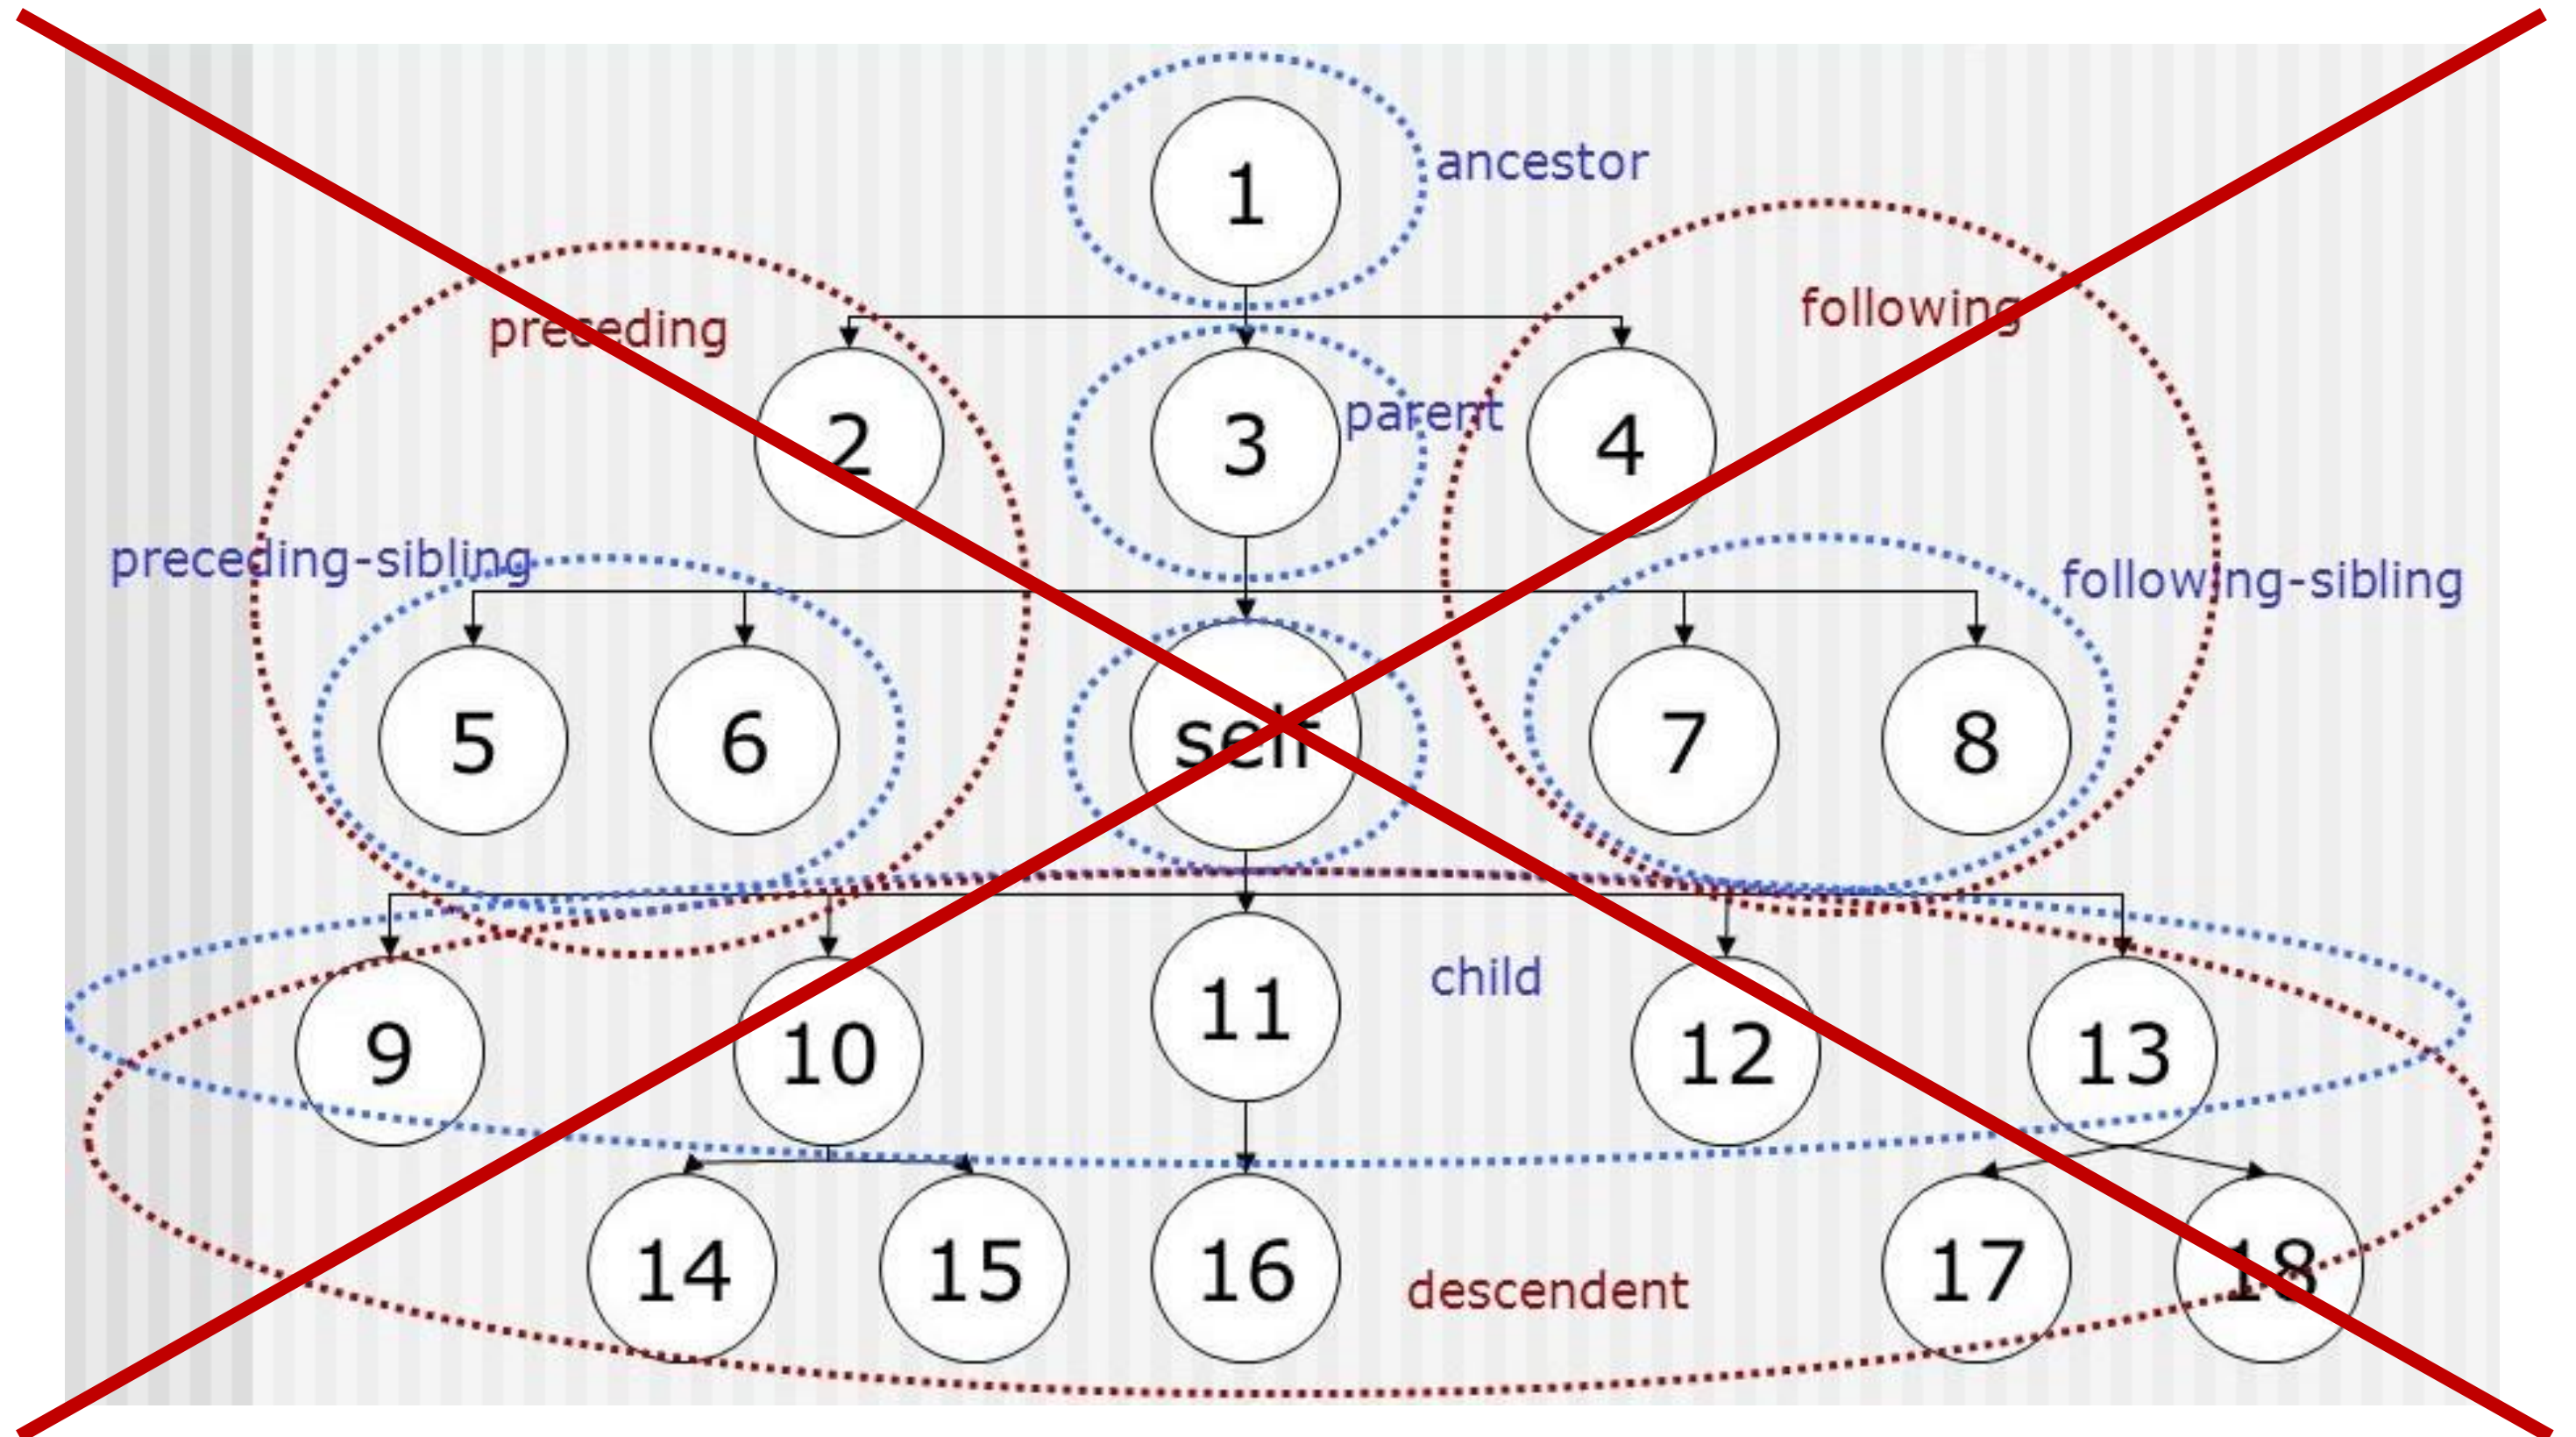 1
ancestor
preceding
following
2
3
parent
4
preceding-sibling
following-sibling
5
6
self
7
8
9
10
11
child
12
13
14
15
16
descendent
17
18